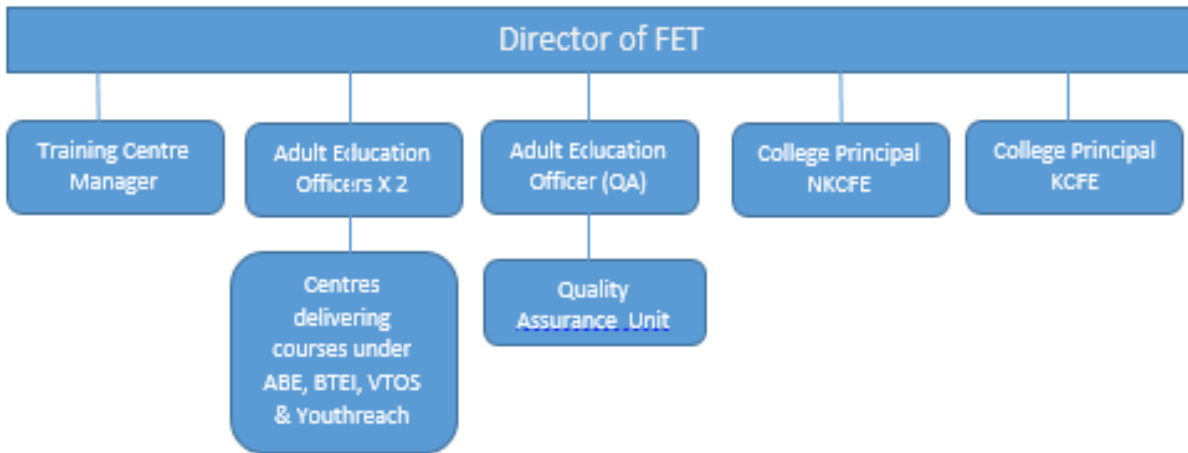 Director of FET
Training Centre
Manager
Adult Education
Officers X 2
Adult Education
Officer (QA)
College Principal
NKCFE
College Principal
KCFE
Centres
delivering
courses under
ABE, BTEI, VTOS
& Youthreach
Quality
Assurance Unit